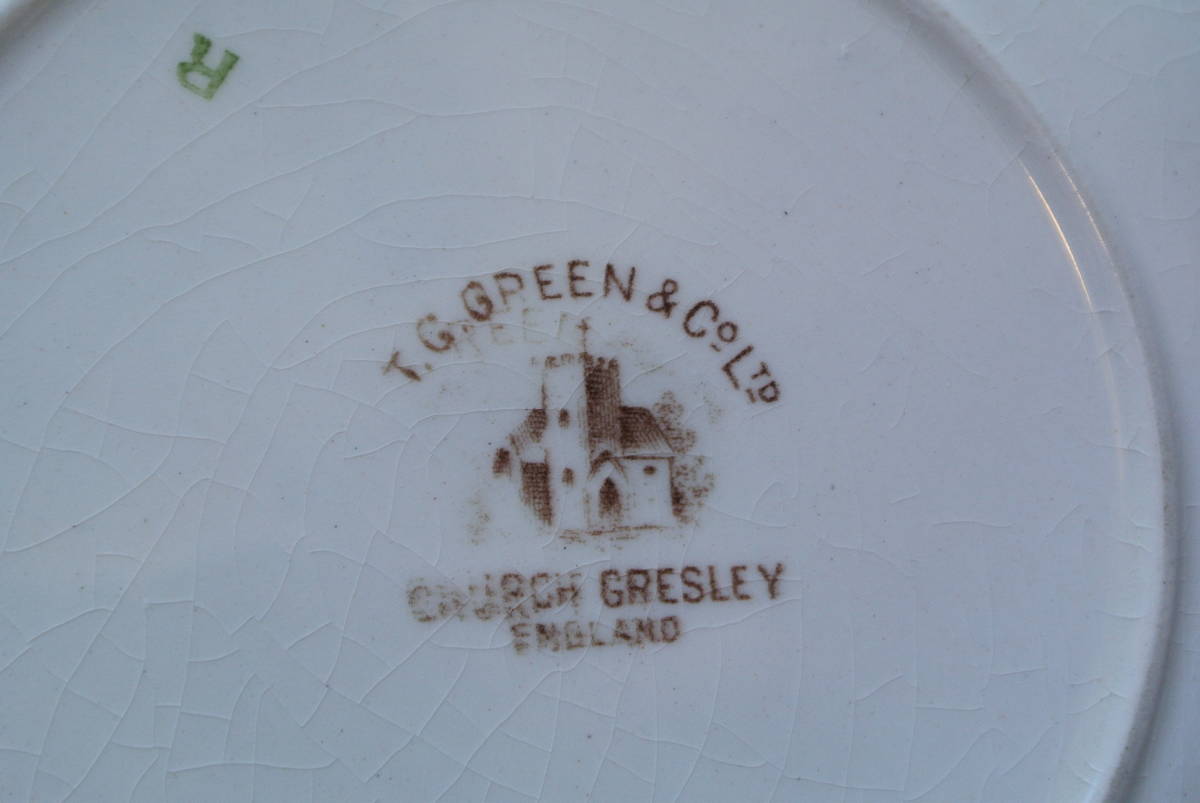 R
T. G. GREEN & Co LTD
CHURCH GRESLEY
ENGLAND